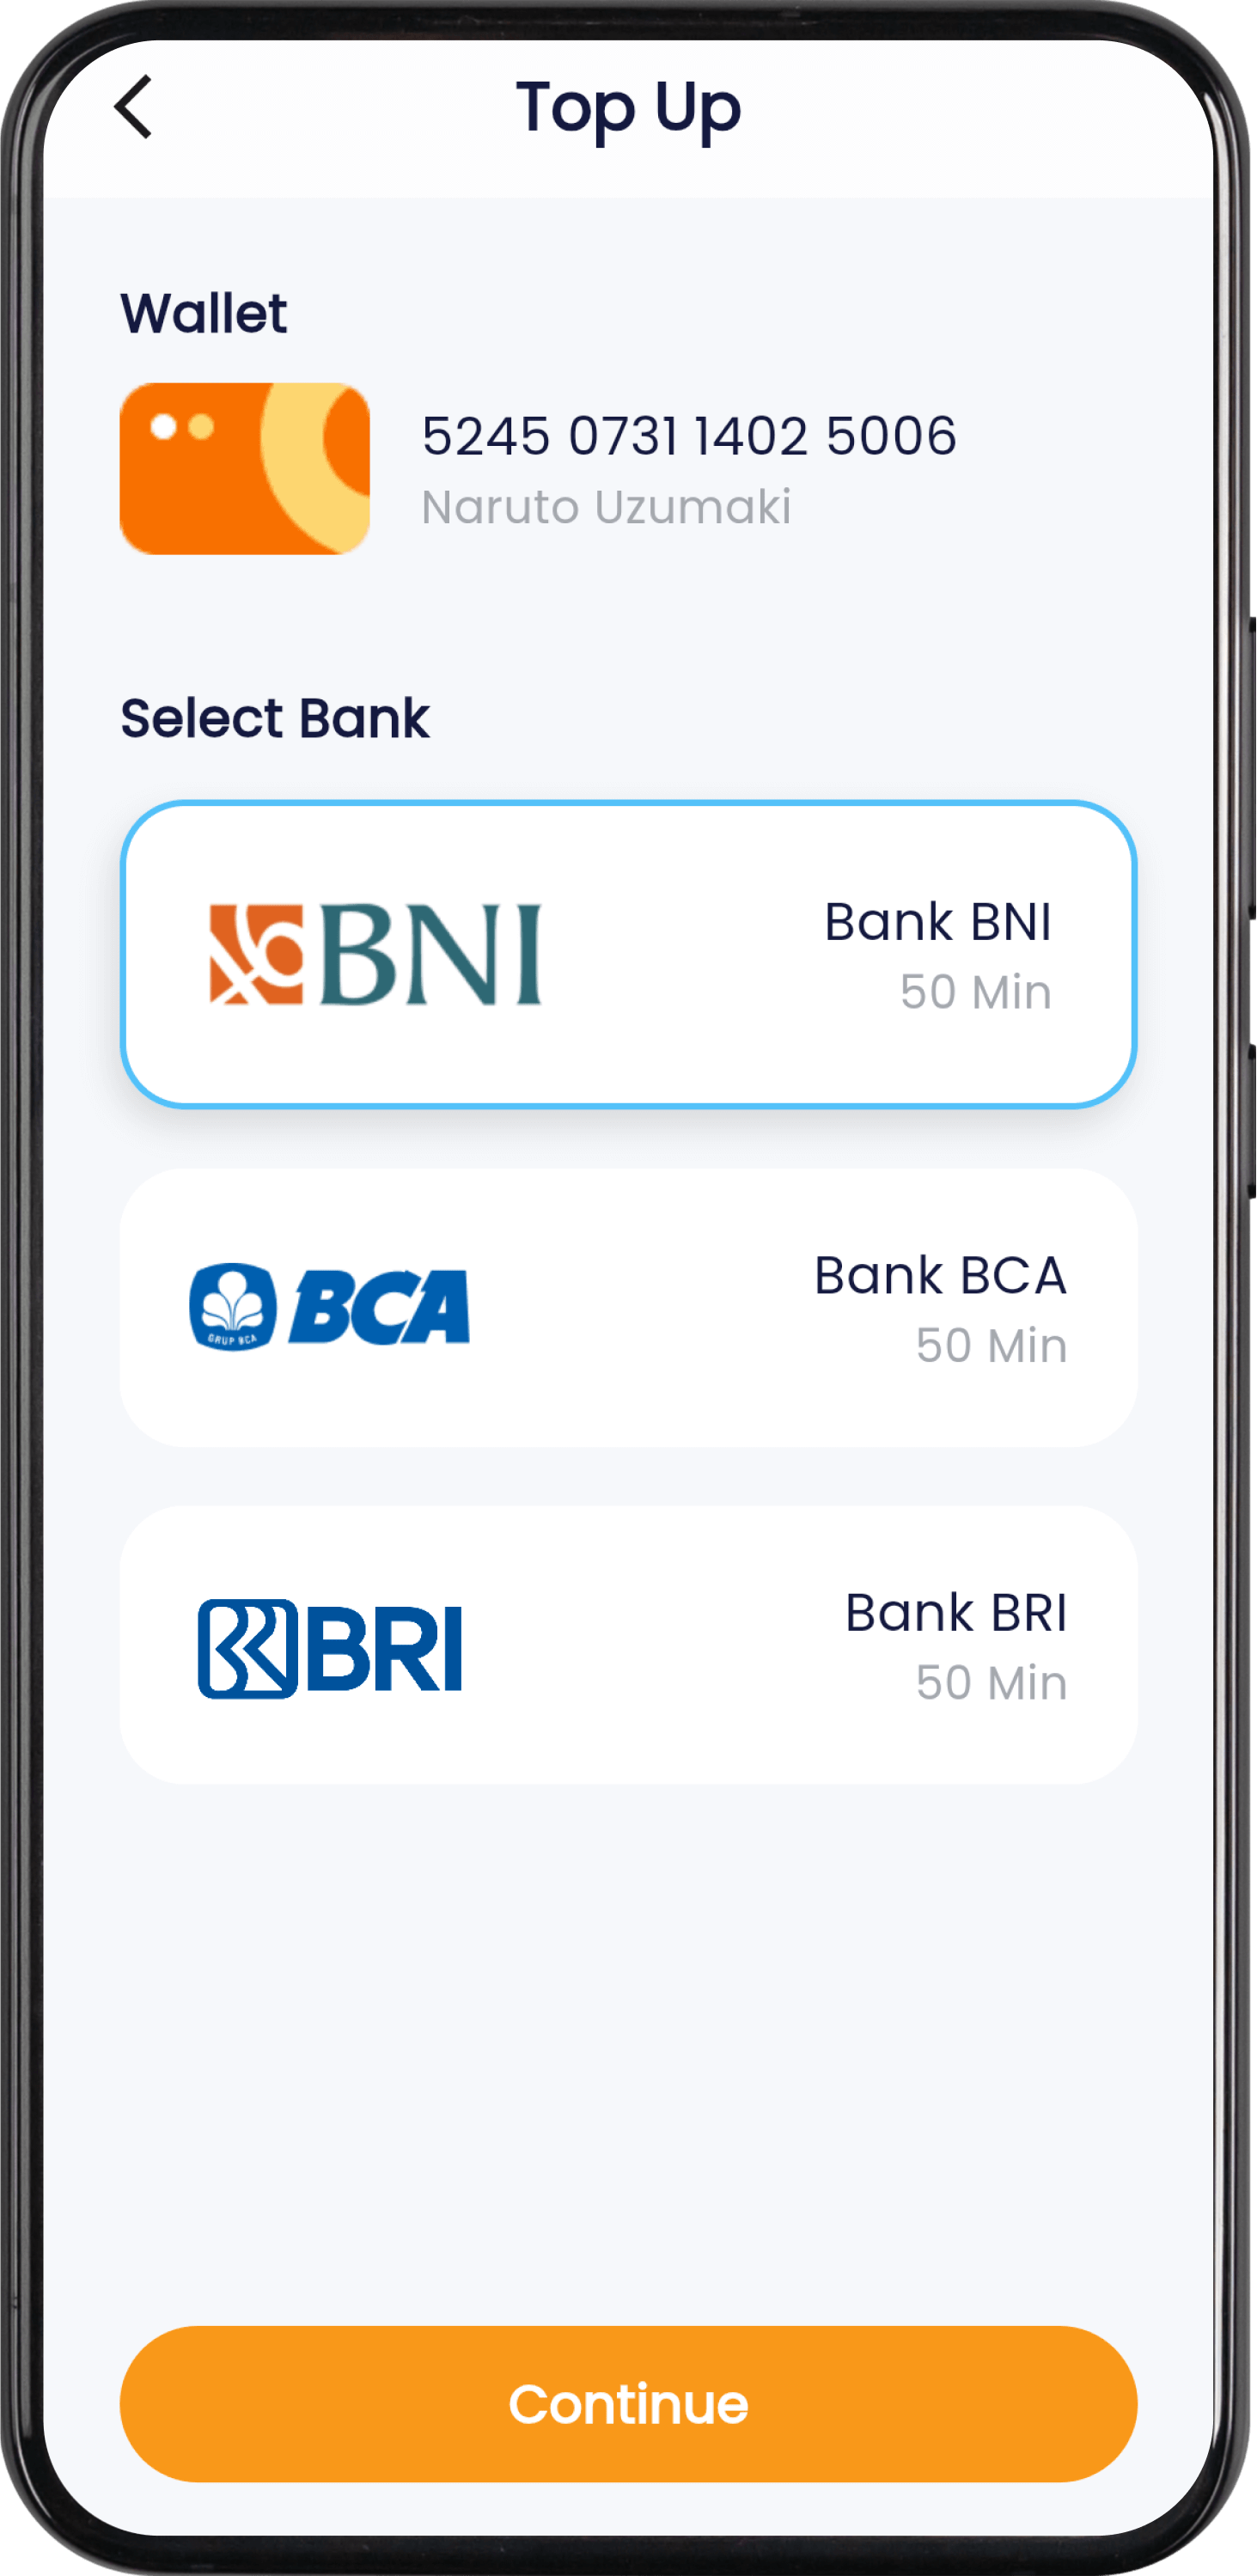 Top Up
Wallet
5245 0731 1402 5006
Naruto Uzumaki
Select Bank
BNI
Bank BNI
50 Min
GRUP BCA
BCA
Bank BCA
50 Min
BRI
Bank BRI
50 Min
Continue